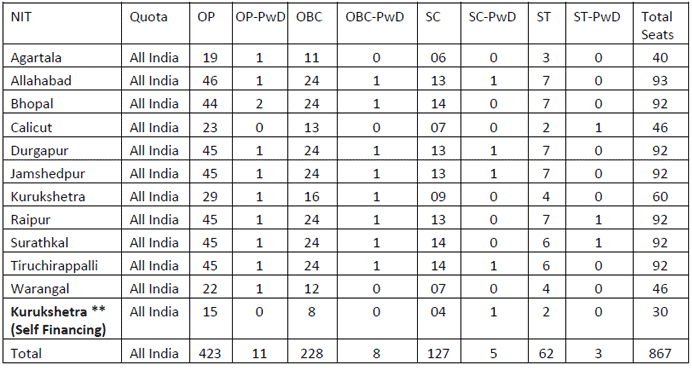 NIT Quota OP OP-PwD OBC OBC-PwD SC SC-PwD ST ST-PwD Total Seats
Agartala All India 19 1 11 0 06 0 3 0 40
Allahabad All India 46 1 24 1 13 1 7 0 93
Bhopal All India 44 2 24 1 14 0 7 0 92
Calicut All India 23 0 13 0 07 0 2 1 46
Durgapur All India 45 1 24 1 13 1 7 0 92
Jamshedpur All India 45 1 24 1 13 1 7 0 92
Kurukshetra All India 29 1 16 1 09 0 4 0 60
Raipur All India 45 1 24 1 13 0 7 1 92
Surathkal All India 45 1 24 1 14 0 6 1 92
Tiruchirappalli All India 45 1 24 1 14 1 6 0 92
Warangal All India 22 1 12 0 07 0 4 0 46
Kurukshetra ** (Self Financing) All India 15 0 8 0 04 1 2 0 30
Total All India 423 11 228 8 127 5 62 3 867